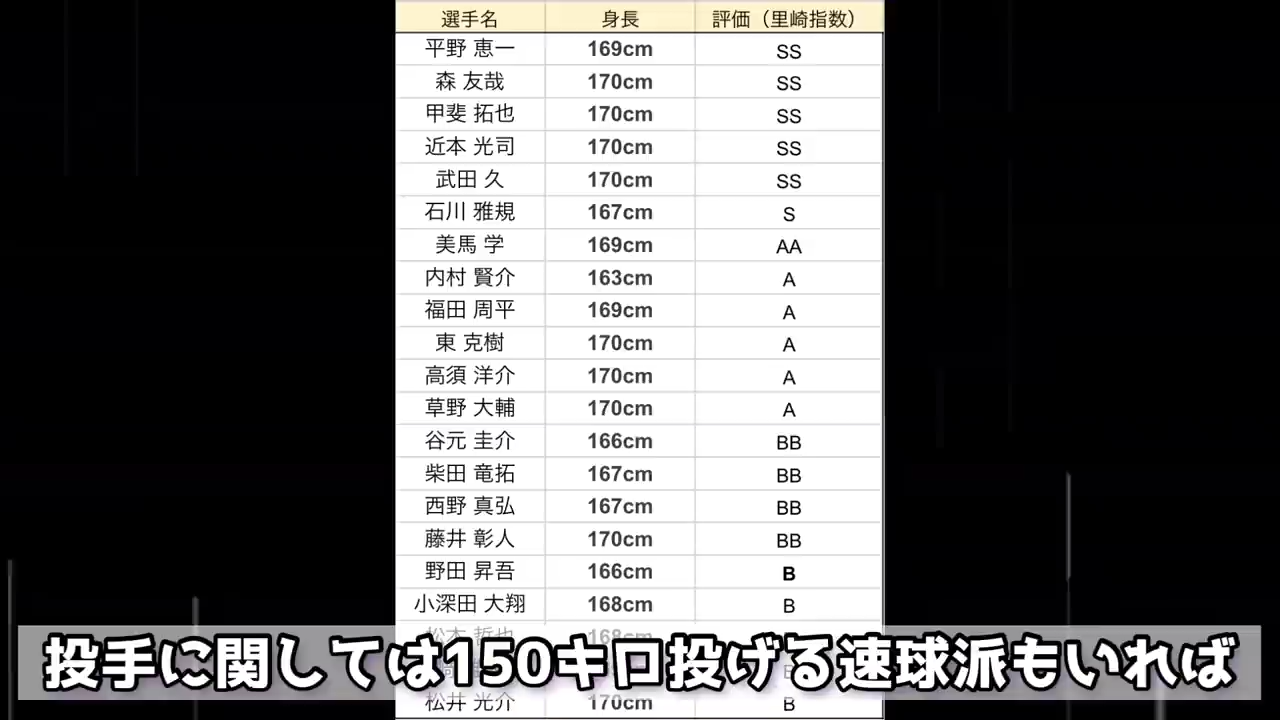 選手名 身長 評価（里崎指数）
平野 恵一 169cm SS
森 友哉 170cm SS
甲斐 拓也 170cm SS
近本 光司 170cm SS
武田 久 170cm SS
石川 雅規 167cm S
美馬 学 169cm AA
内村 賢介 163cm A
福田 周平 169cm A
東 克樹 170cm A
高須 洋介 170cm A
草野 大輔 170cm A
谷元 圭介 166cm BB
柴田 竜拓 167cm BB
西野 真弘 167cm BB
藤井 彰人 170cm BB
野田 昇吾 166cm B
小深田 大翔 168cm B
松本 哲也 168cm
投手に関しては150キロ投げる速球派もいれば
松井 光介 170cm B